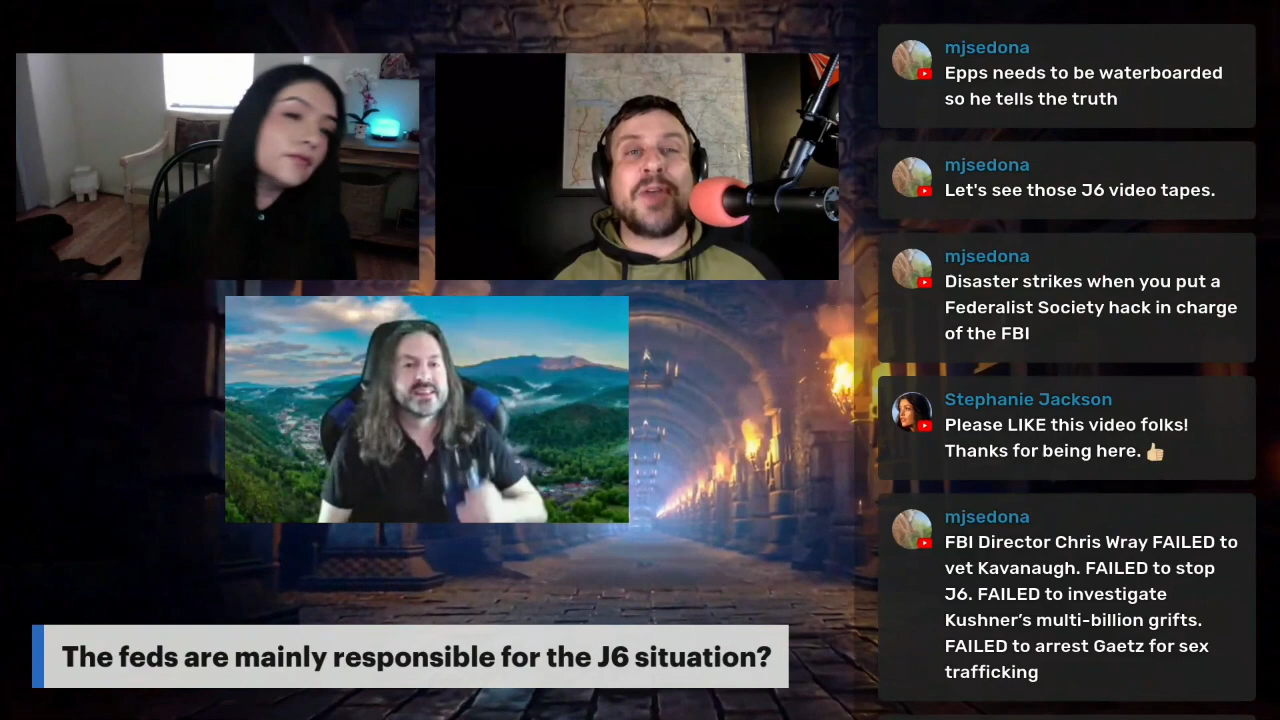 mjsedona
Epps needs to be waterboarded
so he tells the truth
mjsedona
Let's see those J6 video tapes.
mjsedona
Disaster strikes when you put a
Federalist Society hack in charge
of the FBI
Stephanie Jackson
Please LIKE this video folks!
Thanks for being here. 👍🏼
mjsedona
FBI Director Chris Wray FAILED to
vet Kavanaugh. FAILED to stop
J6. FAILED to investigate
Kushner’s multi-billion grifts.
FAILED to arrest Gaetz for sex
trafficking
The feds are mainly responsible for the J6 situation?